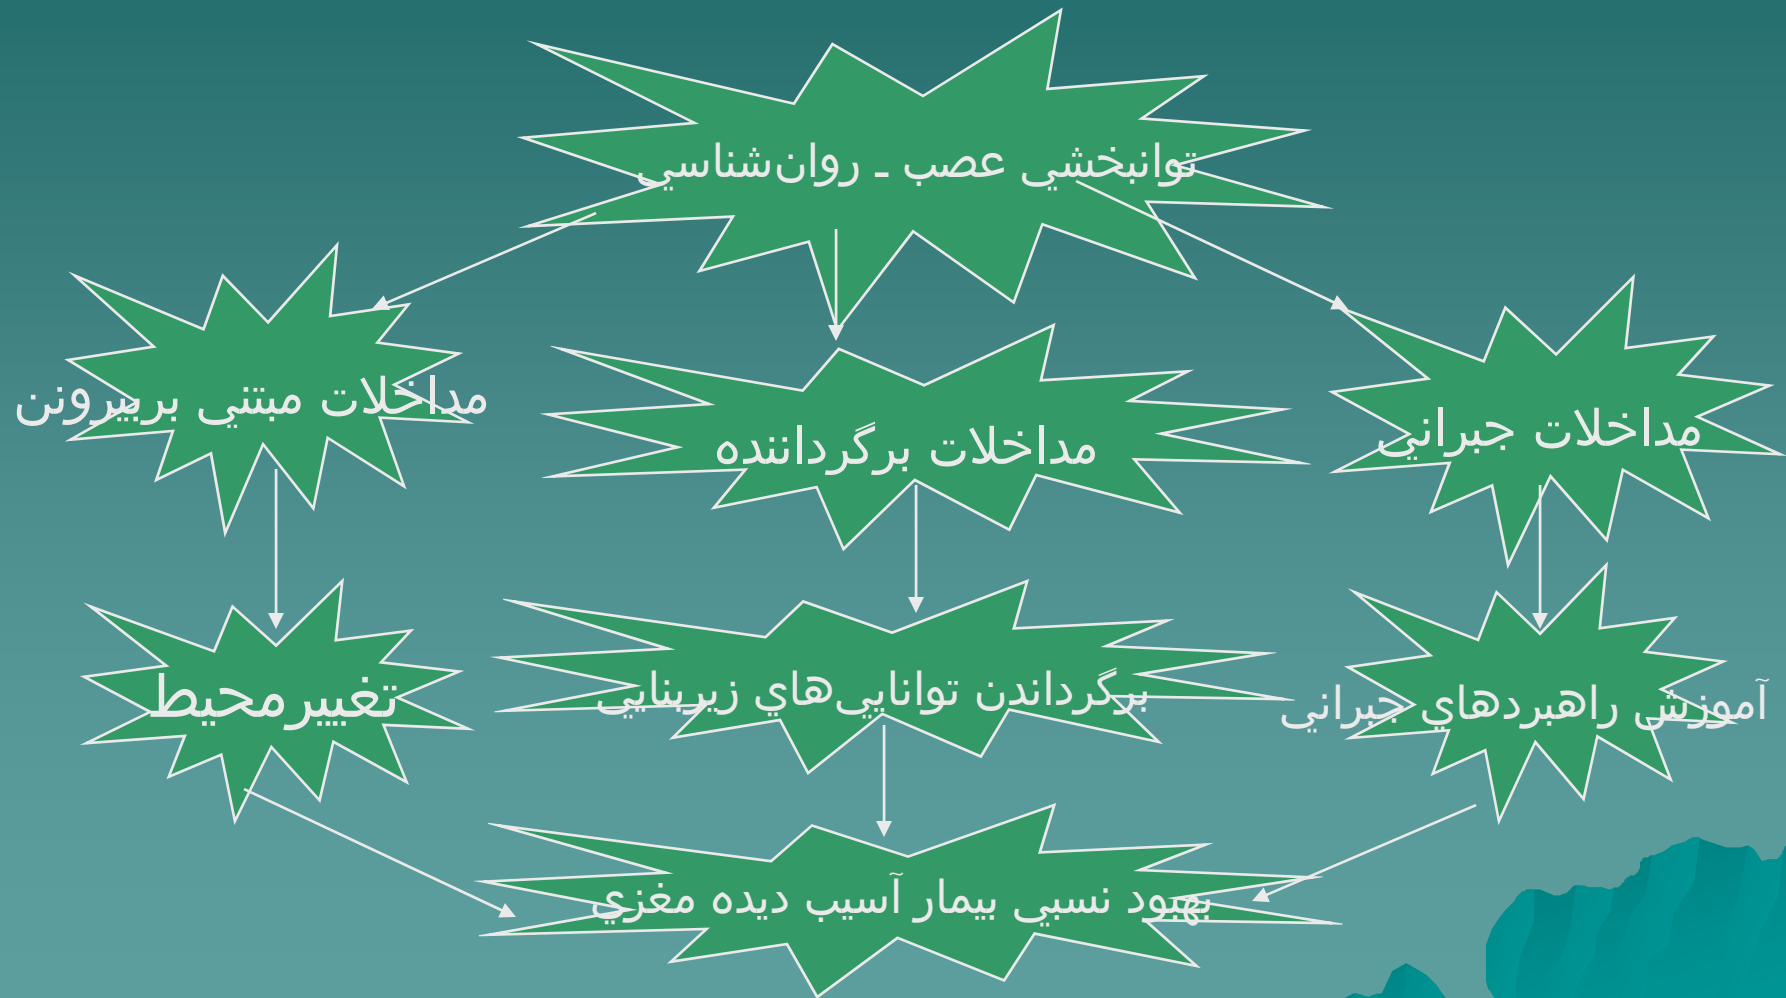 توانبخشي عصب ـ روان‌شناسي
مداخلات جبراني
مداخلات برگرداننده
مداخلات مبتني بربيرونن
آموزش راهبردهاي جبراني
برگرداندن توانايي‌هاي زيربنايي
تغييرمحيط
بهبود نسبي بيمار آسيب ديده مغزي